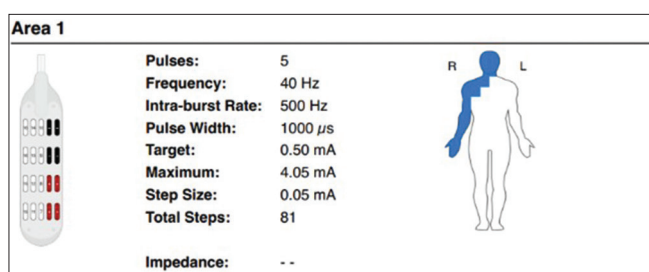 Area 1
Pulses: 5
Frequency: 40 Hz
Intra-burst Rate: 500 Hz
Pulse Width: 1000 μs
Target: 0.50 mA
Maximum: 4.05 mA
Step Size: 0.05 mA
Total Steps: 81
Impedance: - -
R L